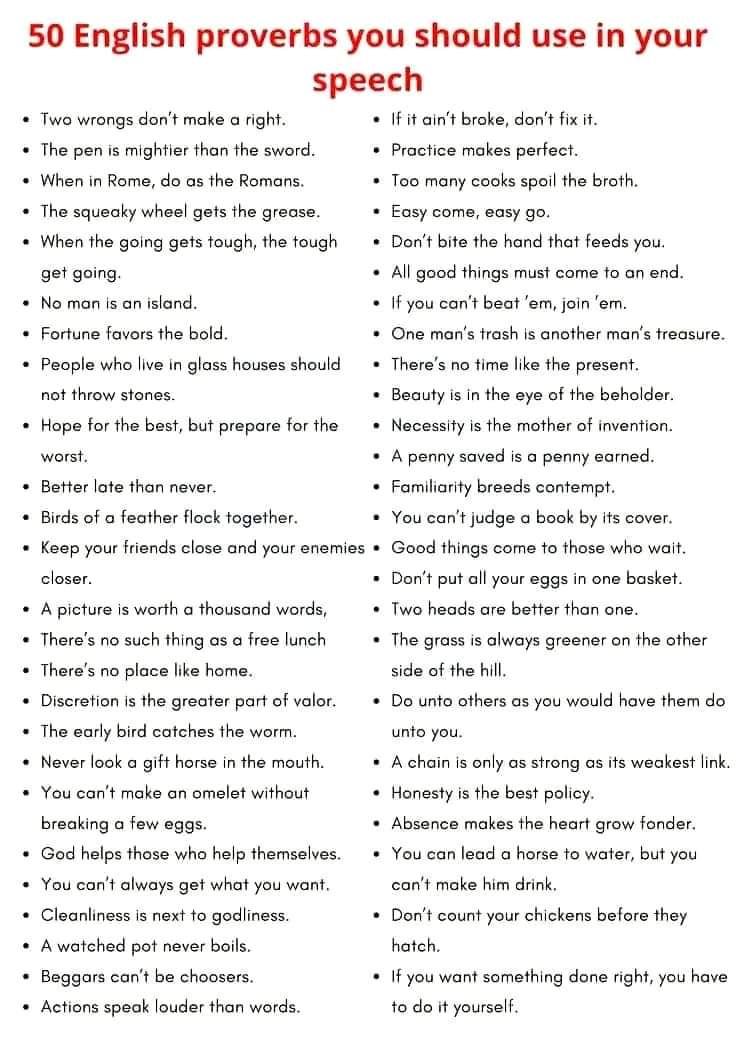 50 English proverbs you should use in your
speech
• Two wrongs don't make a right.
• The pen is mightier than the sword.
• When in Rome, do as the Romans.
• The squeaky wheel gets the grease.
• When the going gets tough, the tough
get going.
• No man is an island.
• Fortune favors the bold.
• People who live in glass houses should
not throw stones.
• Hope for the best, but prepare for the
worst.
• Better late than never.
• Birds of a feather flock together.
• Keep your friends close and your enemies
closer.
• A picture is worth a thousand words,
• There's no such thing as a free lunch
• There's no place like home.
• Discretion is the greater part of valor.
• The early bird catches the worm.
• Never look a gift horse in the mouth.
• You can't make an omelet without
breaking a few eggs.
• God helps those who help themselves.
• You can't always get what you want.
• Cleanliness is next to godliness.
• A watched pot never boils.
• Beggars can't be choosers.
• Actions speak louder than words.
• If it ain't broke, don't fix it.
• Practice makes perfect.
• Too many cooks spoil the broth.
• Easy come, easy go.
• Don't bite the hand that feeds you.
• All good things must come to an end.
• If you can't beat 'em, join 'em.
• One man's trash is another man's treasure.
• There's no time like the present.
• Beauty is in the eye of the beholder.
• Necessity is the mother of invention.
• A penny saved is a penny earned.
• Familiarity breeds contempt.
• You can't judge a book by its cover.
• Good things come to those who wait.
• Don't put all your eggs in one basket.
• Two heads are better than one.
• The grass is always greener on the other
side of the hill.
• Do unto others as you would have them do
unto you.
• A chain is only as strong as its weakest link.
• Honesty is the best policy.
• Absence makes the heart grow fonder.
• You can lead a horse to water, but you
can't make him drink.
• Don't count your chickens before they
hatch.
• If you want something done right, you have
to do it yourself.